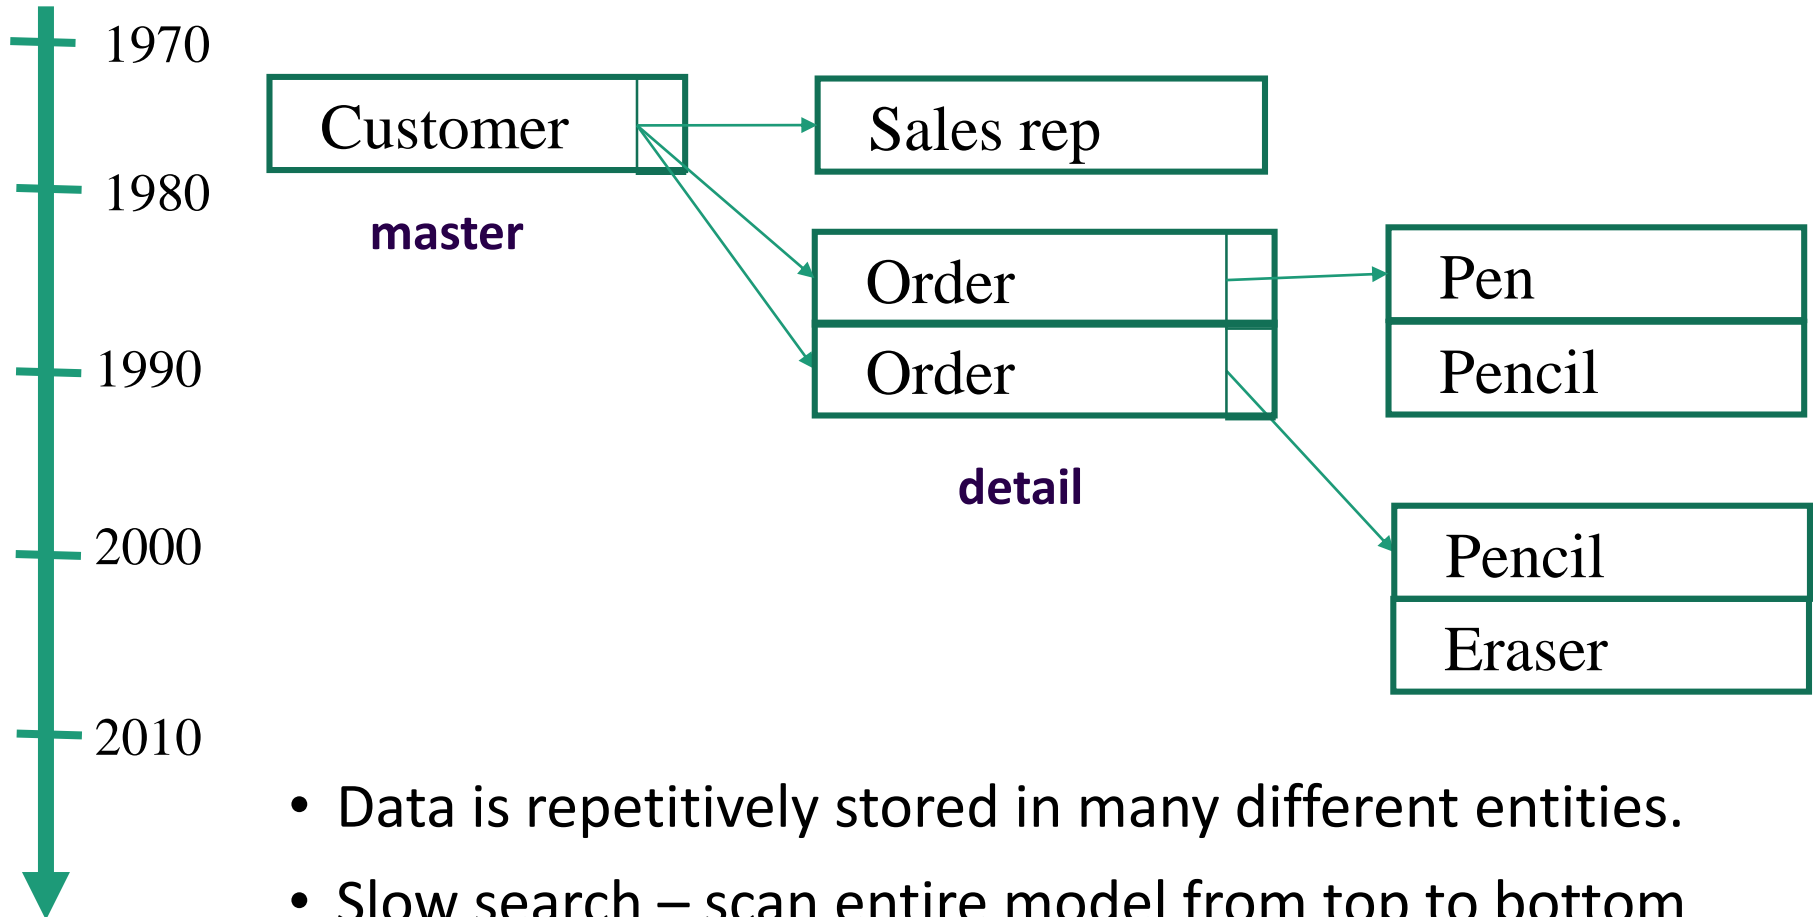 1970
Customer
Sales rep
1980
master
Order
Pen
Order
Pencil
1990
detail
2000
Pencil
Eraser
2010
• Data is repetitively stored in many different entities.
• Slow search – scan entire model from top to bottom